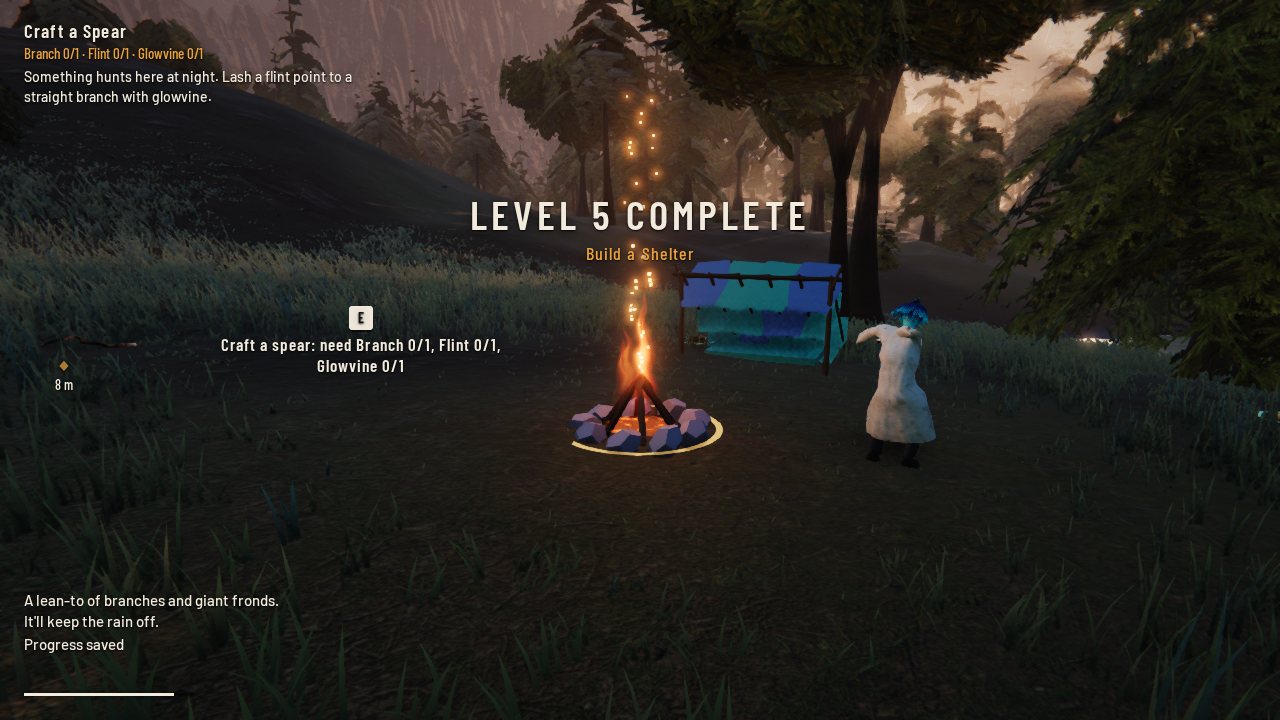 Craft a Spear
Branch 0/1 · Flint 0/1 · Glowvine 0/1
Something hunts here at night. Lash a flint point to a
straight branch with glowvine.
LEVEL 5 COMPLETE
Build a Shelter
E
Craft a spear: need Branch 0/1, Flint 0/1,
Glowvine 0/1
8 m
A lean-to of branches and giant fronds.
It'll keep the rain off.
Progress saved